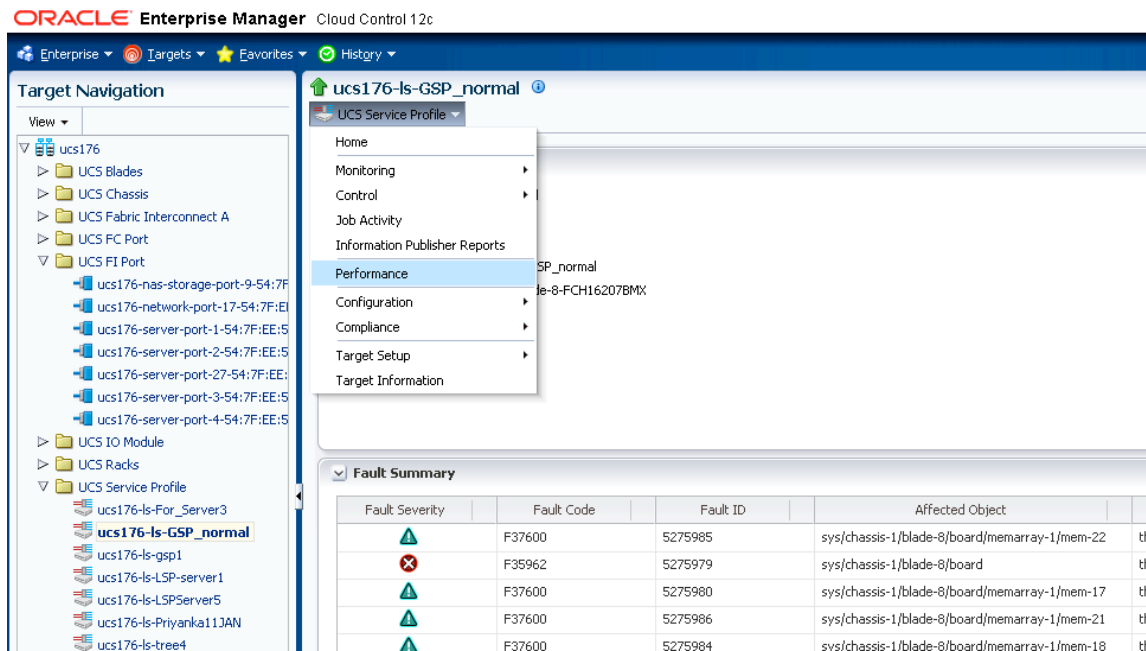 ORACLE Enterprise Manager Cloud Control 12c
Enterprise Targets Favorites History
Target Navigation
View
ucs176
UCS Blades
UCS Chassis
UCS Fabric Interconnect A
UCS FC Port
UCS FI Port
ucs176-nas-storage-port-9-54:7F
ucs176-network-port-17-54:7F:EI
ucs176-server-port-1-54:7F:EE:5
ucs176-server-port-2-54:7F:EE:5
ucs176-server-port-27-54:7F:EE:
ucs176-server-port-3-54:7F:EE:5
ucs176-server-port-4-54:7F:EE:5
UCS IO Module
UCS Racks
UCS Service Profile
ucs176-ls-For_Server3
ucs176-ls-GSP_normal
ucs176-ls-gsp1
ucs176-ls-LSP-server1
ucs176-ls-LSPServer5
ucs176-ls-Priyanka11JAN
ucs176-ls-tree4
ucs176-ls-GSP_normal
UCS Service Profile
Home
Monitoring
Control
Job Activity
Information Publisher Reports
Performance
Configuration
Compliance
Target Setup
Target Information
SP_normal
de-8-FCH16207BMX
Fault Summary
Fault Severity Fault Code Fault ID Affected Object
F37600 5275985 sys/chassis-1/blade-8/board/memarray-1/mem-22 th
F35962 5275979 sys/chassis-1/blade-8/board th
F37600 5275980 sys/chassis-1/blade-8/board/memarray-1/mem-17 th
F37600 5275986 sys/chassis-1/blade-8/board/memarray-1/mem-21 th
F37600 5275984 sys/chassis-1/blade-8/board/memarray-1/mem-18 th